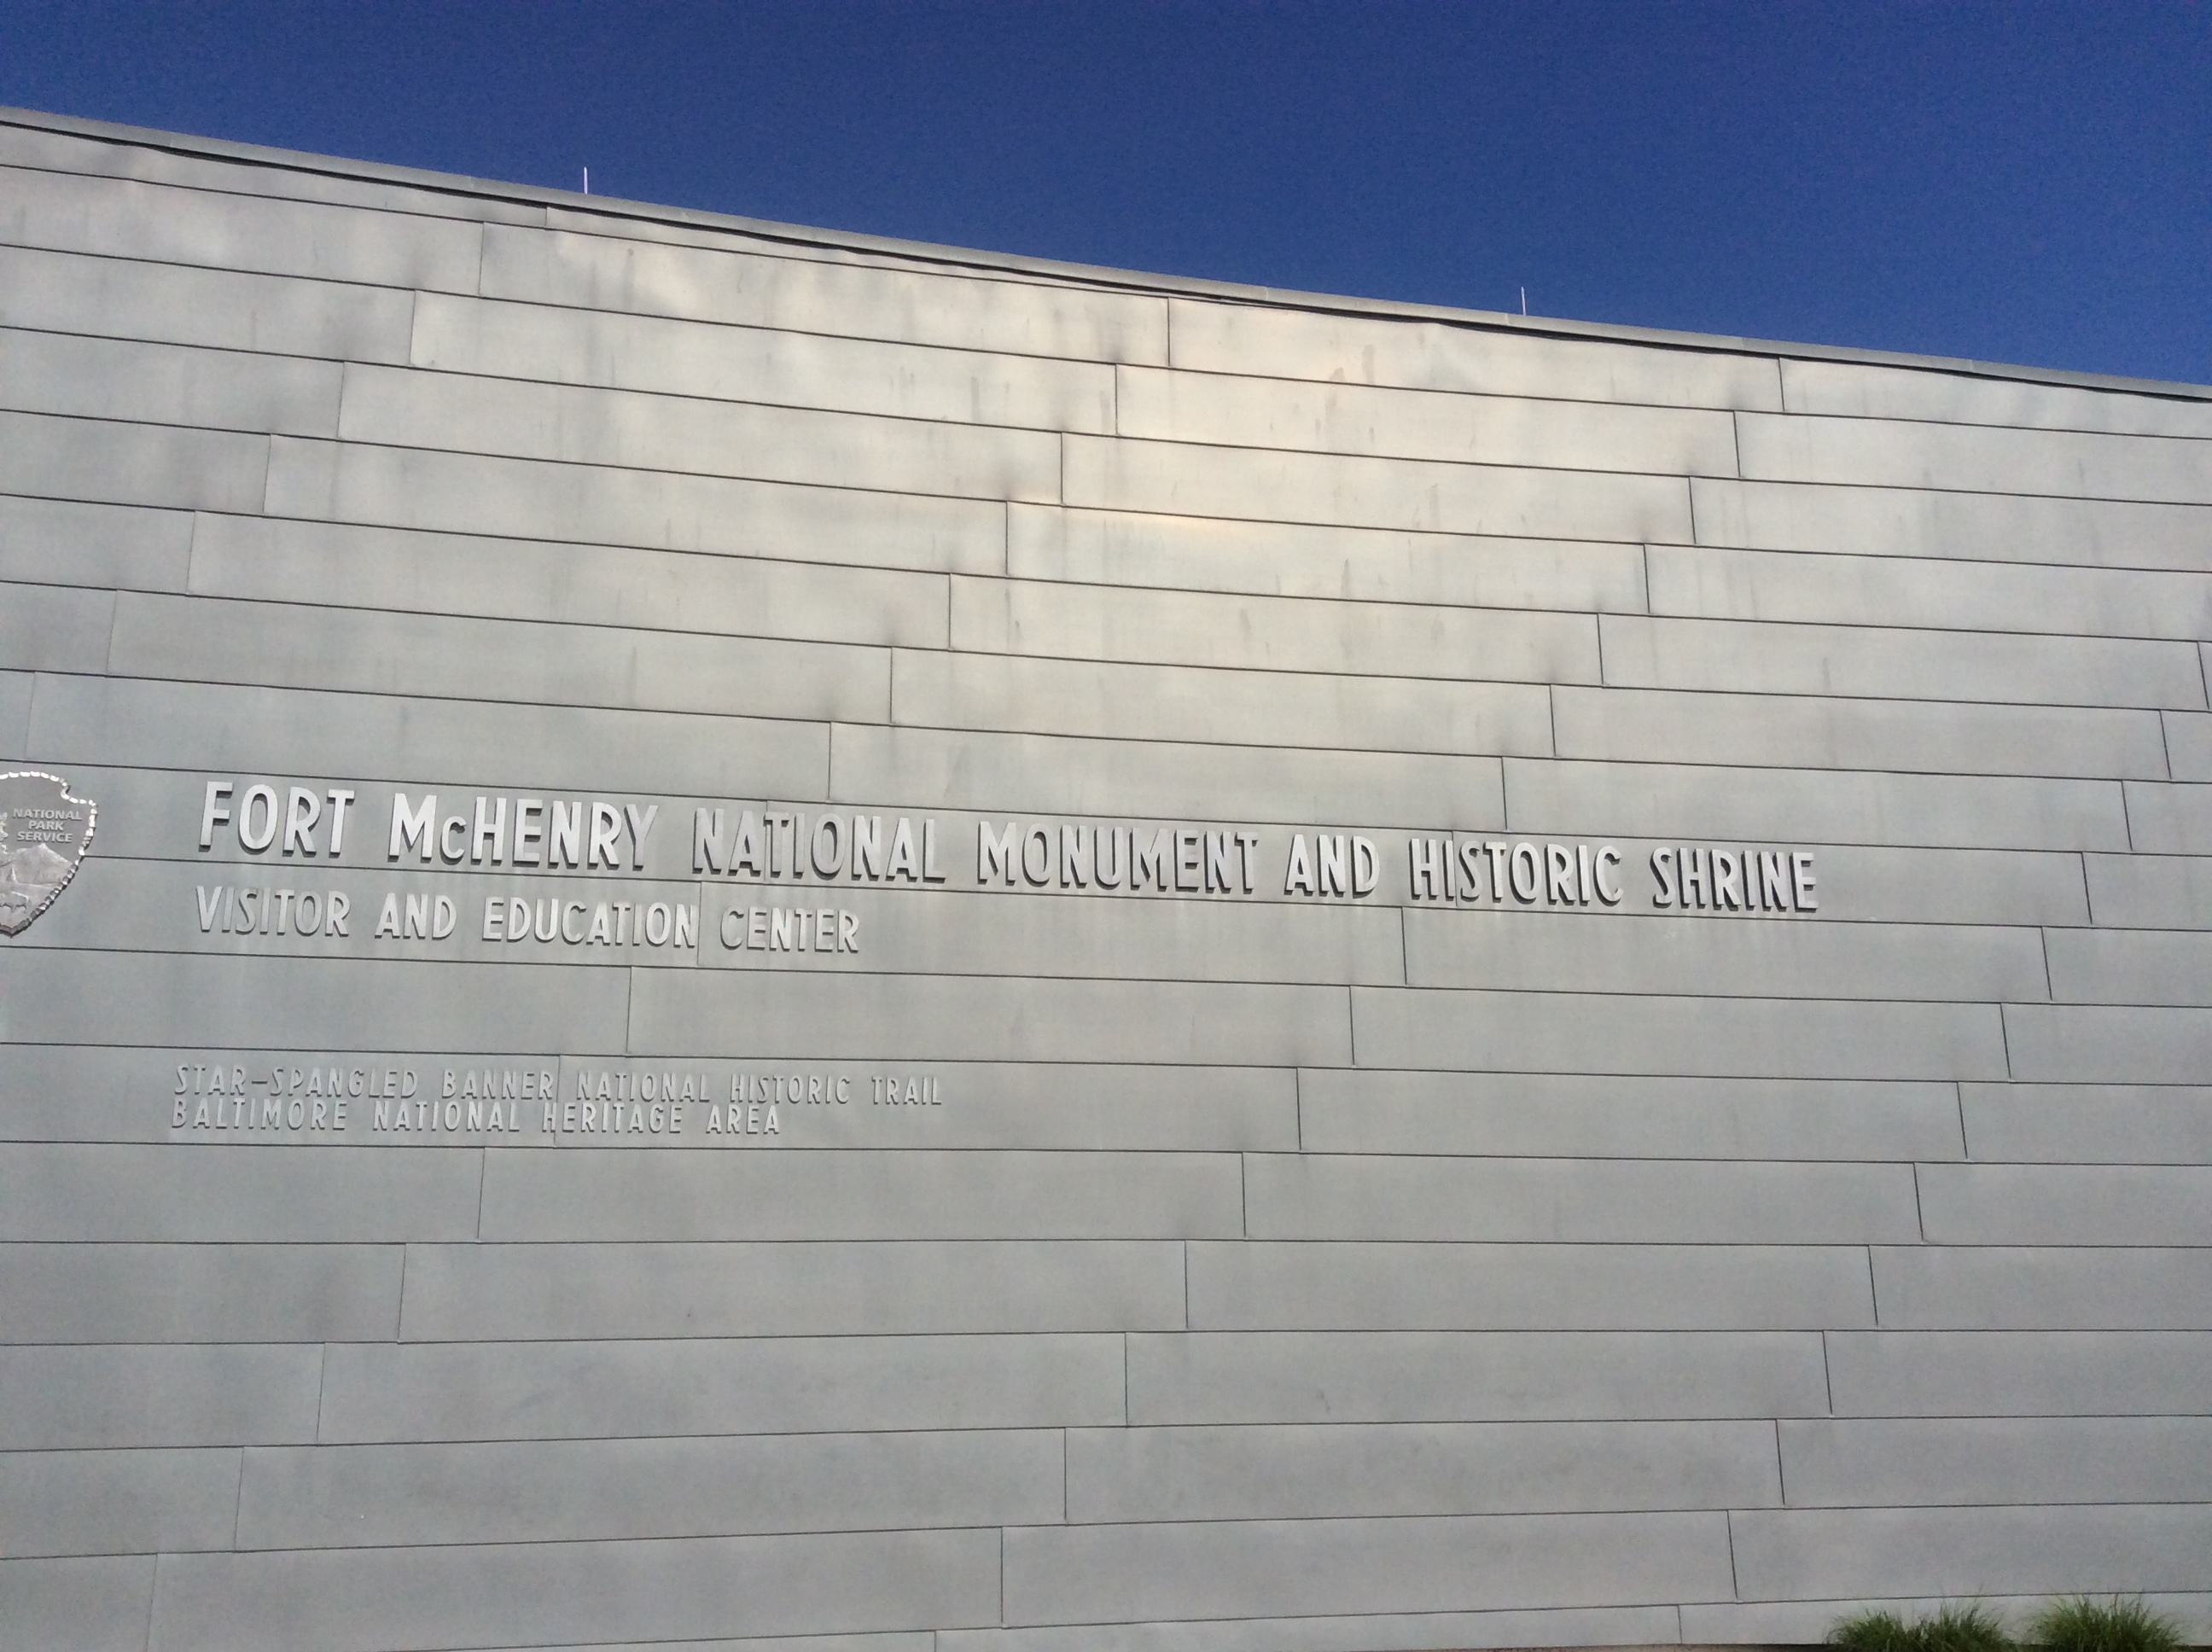 NATIONAL
PARK
SERVICE
FORT McHENRY NATIONAL MONUMENT AND HISTORIC SHRINE
VISITOR AND EDUCATION CENTER
STAR-SPANGLED BANNER NATIONAL HISTORIC TRAIL
BALTIMORE NATIONAL HERITAGE AREA